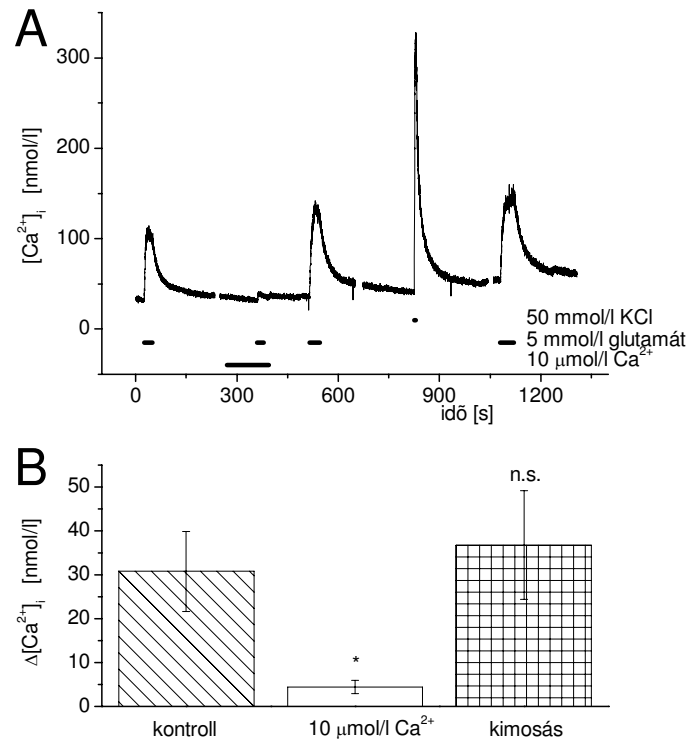 A
300
200
100
0
[Ca²⁺]ᵢ [nmol/l]
50 mmol/l KCl
5 mmol/l glutamát
10 μmol/l Ca²⁺
0 300 600 900 1200
idõ [s]
B
50
40
30
20
10
0
Δ[Ca²⁺]ᵢ [nmol/l]
n.s.
*
kontroll 10 μmol/l Ca²⁺ kimosás